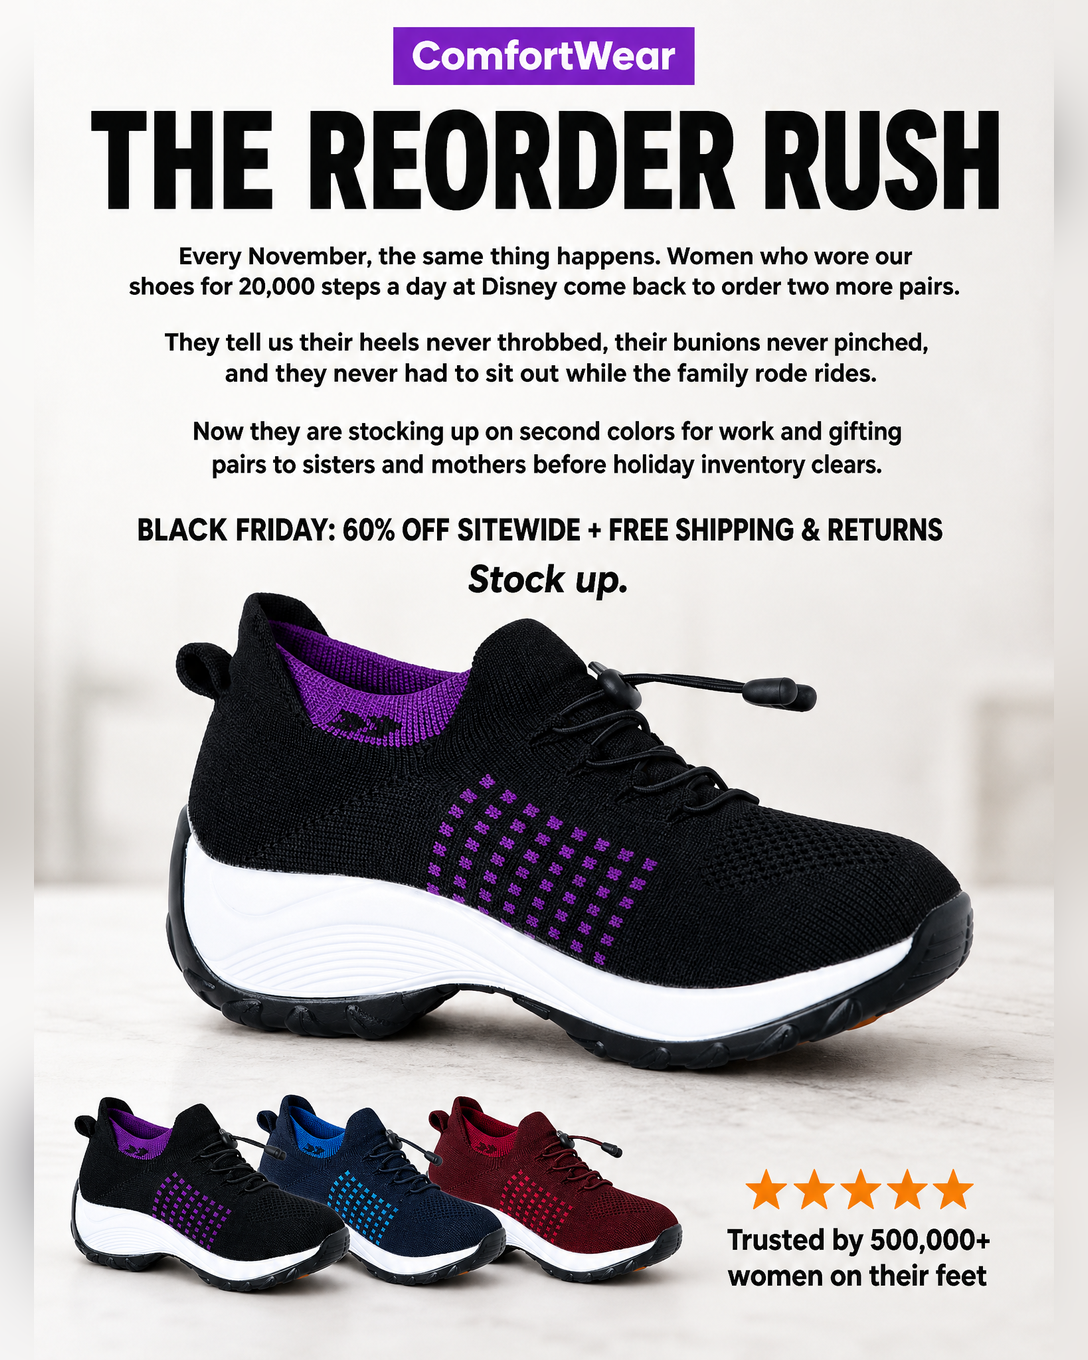 ComfortWear
THE REORDER RUSH
Every November, the same thing happens. Women who wore our
shoes for 20,000 steps a day at Disney come back to order two more pairs.
They tell us their heels never throbbed, their bunions never pinched,
and they never had to sit out while the family rode rides.
Now they are stocking up on second colors for work and gifting
pairs to sisters and mothers before holiday inventory clears.
BLACK FRIDAY: 60% OFF SITEWIDE + FREE SHIPPING & RETURNS
Stock up.
Trusted by 500,000+
women on their feet